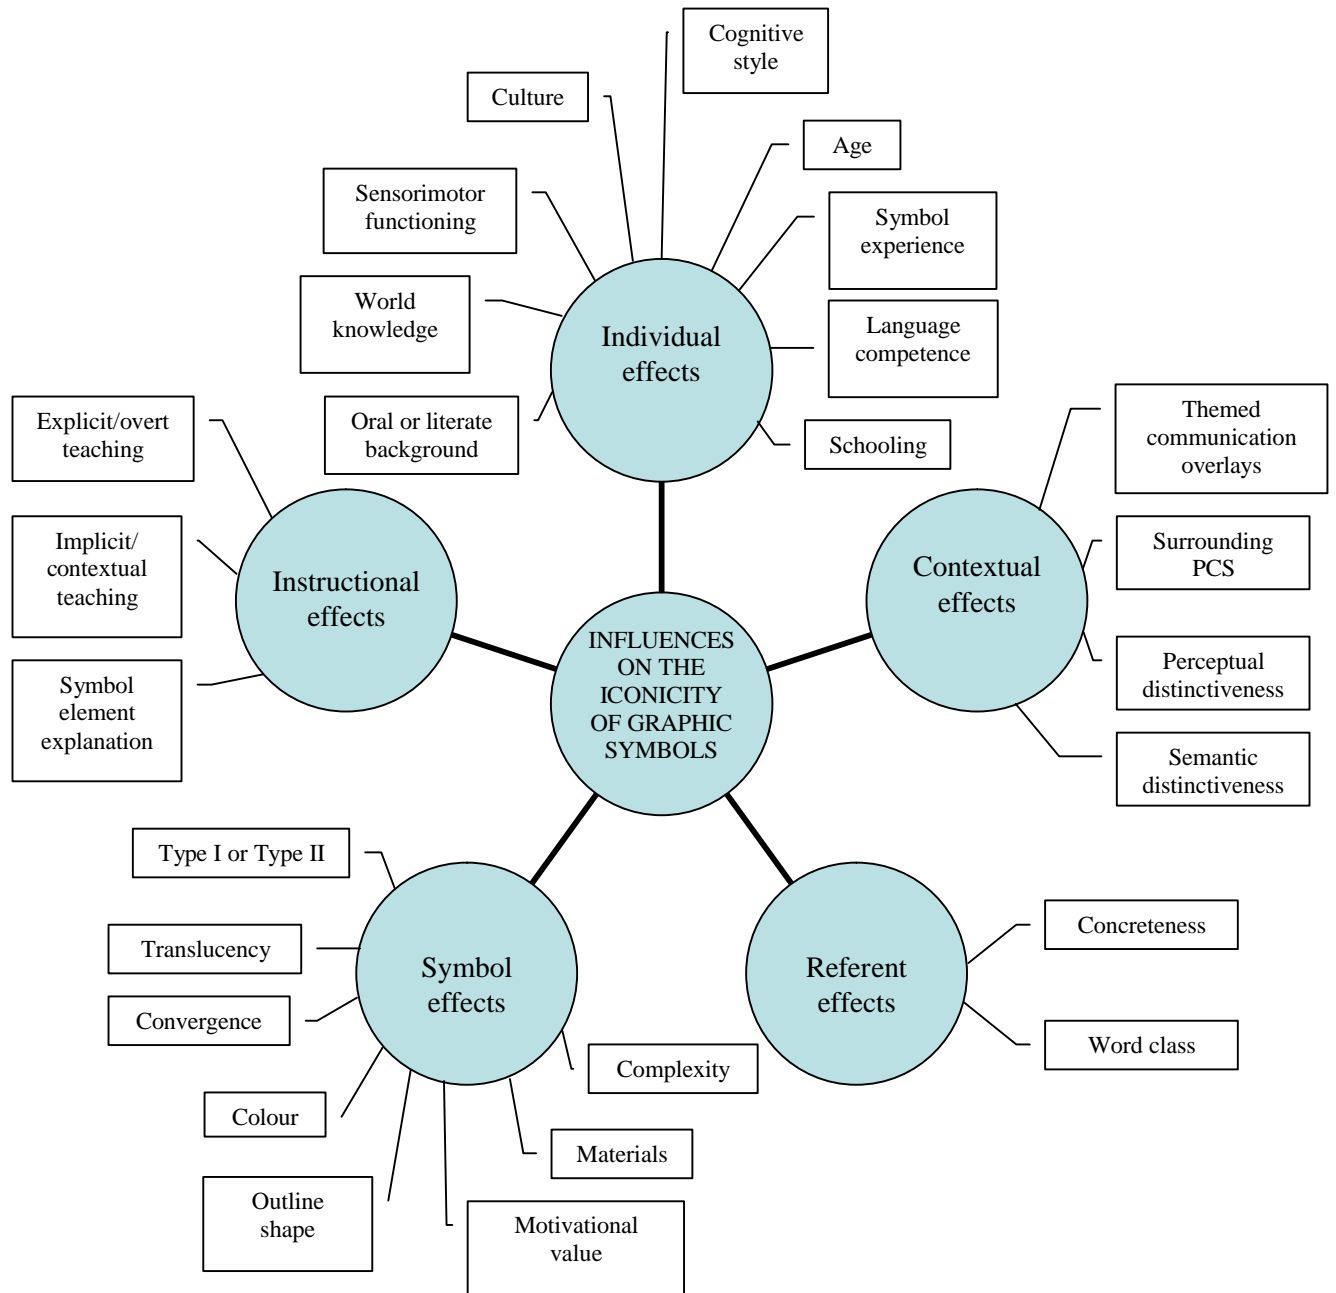 Cognitive
style
Culture
Age
Sensorimotor
functioning
Symbol
experience
World
knowledge
Individual
effects
Language
competence
Oral or literate
background
Schooling
Explicit/overt
teaching
Themed
communication
overlays
Implicit/
contextual
teaching
Instructional
effects
Contextual
effects
Surrounding
PCS
Symbol
element
explanation
INFLUENCES
ON THE
ICONICITY
OF GRAPHIC
SYMBOLS
Perceptual
distinctiveness
Semantic
distinctiveness
Type I or Type II
Translucency
Convergence
Symbol
effects
Referent
effects
Concreteness
Word class
Complexity
Colour
Materials
Outline
shape
Motivational
value